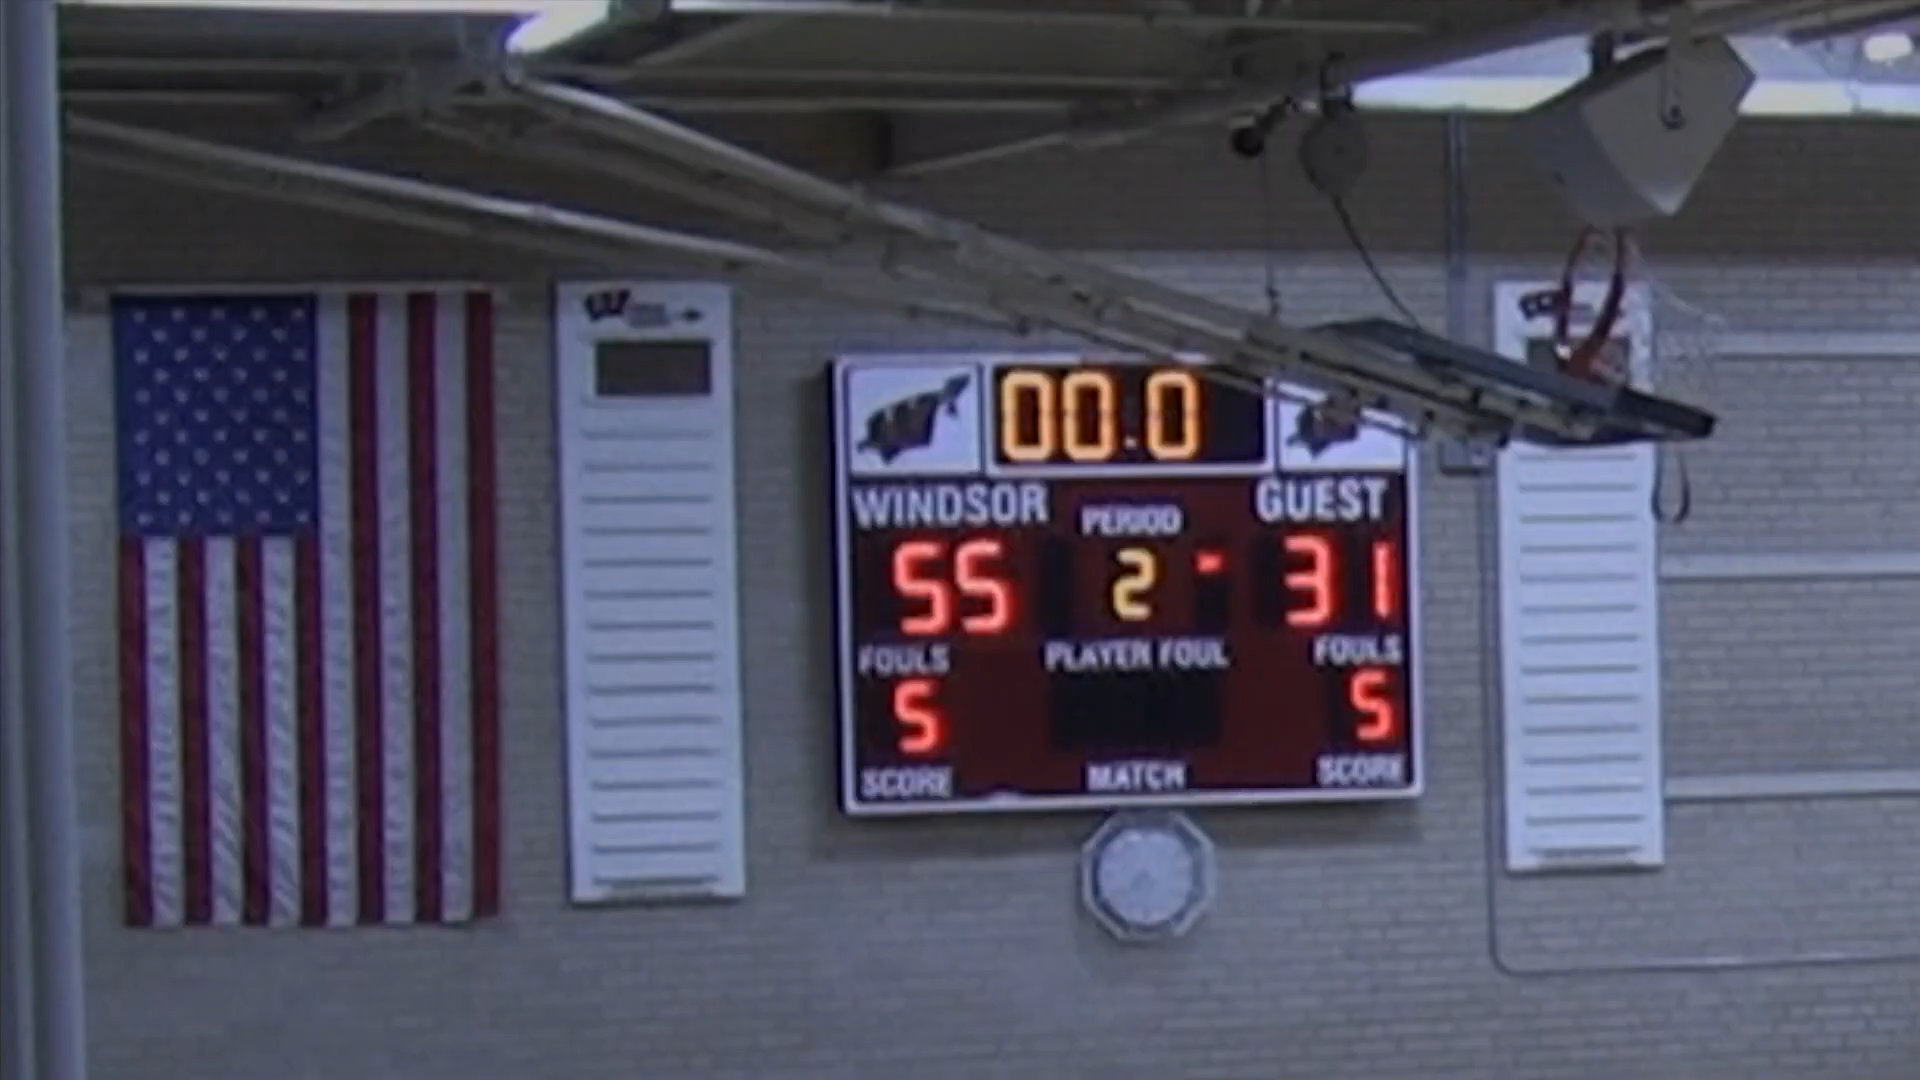 00.0
WINDSOR PERIOD GUEST
55 2 - 31
FOULS PLAYER FOUL FOULS
5 5
SCORE MATCH SCORE